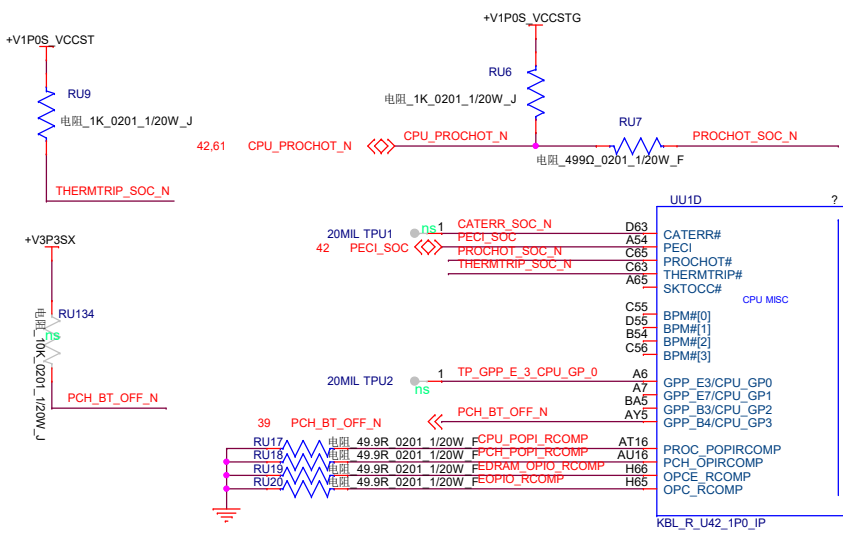 +V1P0S_VCCSTG
+V1P0S_VCCST
RU9
电阻_1K_0201_1/20W_J
RU6
电阻_1K_0201_1/20W_J
42,61 CPU_PROCHOT_N
CPU_PROCHOT_N
RU7
PROCHOT_SOC_N
电阻_499Ω_0201_1/20W_F
THERMTRIP_SOC_N
UU1D ?
+V3P3SX
RU134
电阻_10K_0201_1/20W_J
ns
PCH_BT_OFF_N
20MIL TPU1 ns 1 CATERR_SOC_N D63 CATERR#
42 PECI_SOC PECI_SOC A54 PECI
PROCHOT_SOC_N C65 PROCHOT#
THERMTRIP_SOC_N C63 THERMTRIP#
A65 SKTOCC#
CPU MISC
C55 BPM#[0]
D55 BPM#[1]
B54 BPM#[2]
C56 BPM#[3]
20MIL TPU2 ns 1 TP_GPP_E_3_CPU_GP_0 A6 GPP_E3/CPU_GP0
A7 GPP_E7/CPU_GP1
BA5 GPP_B3/CPU_GP2
39 PCH_BT_OFF_N PCH_BT_OFF_N AY5 GPP_B4/CPU_GP3
RU17 电阻_49.9R_0201_1/20W_F CPU_POPI_RCOMP AT16 PROC_POPIRCOMP
RU18 电阻_49.9R_0201_1/20W_F PCH_POPI_RCOMP AU16 PCH_OPIRCOMP
RU19 电阻_49.9R_0201_1/20W_F EDRAM_OPIO_RCOMP H66 OPCE_RCOMP
RU20 电阻_49.9R_0201_1/20W_F EOPIO_RCOMP H65 OPC_RCOMP
KBL_R_U42_1P0_IP